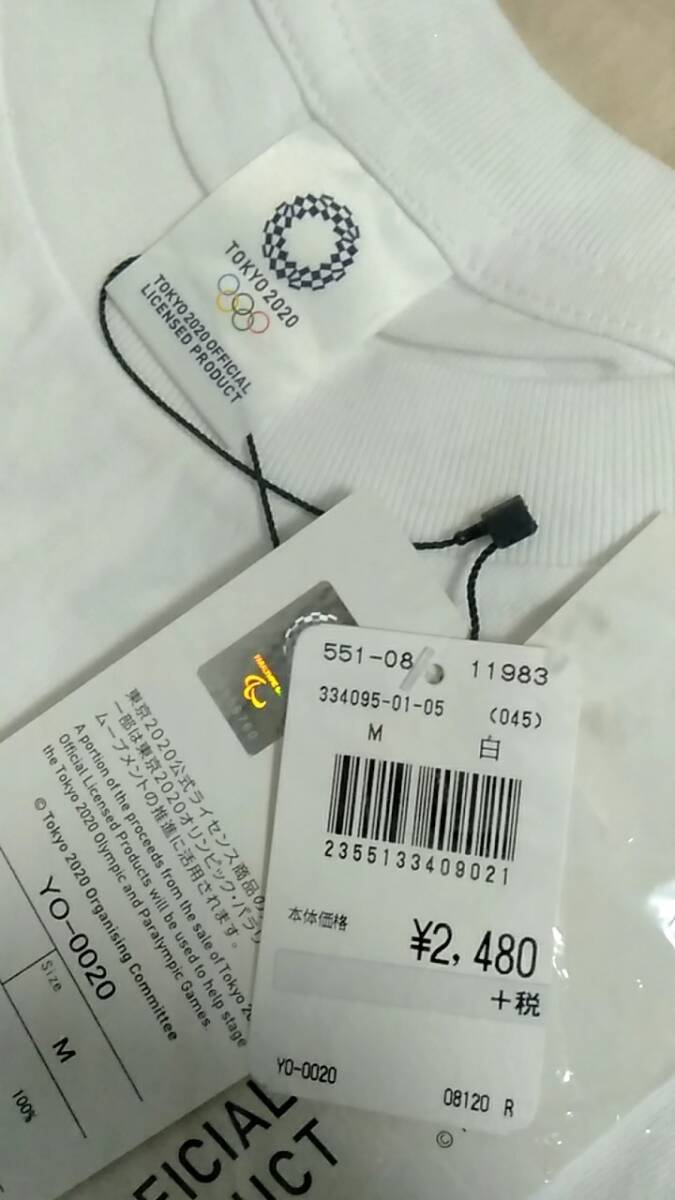 TOKYO 2020
TOKYO 2020 OFFICIAL
LICENSED PRODUCT
東京2020公式ライセンス商品の
一部は東京2020オリンピック・パラリ
ムーブメントの推進に活用されます。
A portion of the proceeds from the sale of Tokyo 20
Official Licensed Products will be used to help stage
the Tokyo 2020 Olympic and Paralympic Games.
© Tokyo 2020 Organising Committee
YO-0020
Size
M
100%
551-08 11983
334095-01-05 (045)
M 白
2355133409021
本体価格
¥2,480
+税
YO-0020
08120 R
FICIAL
UCT
©